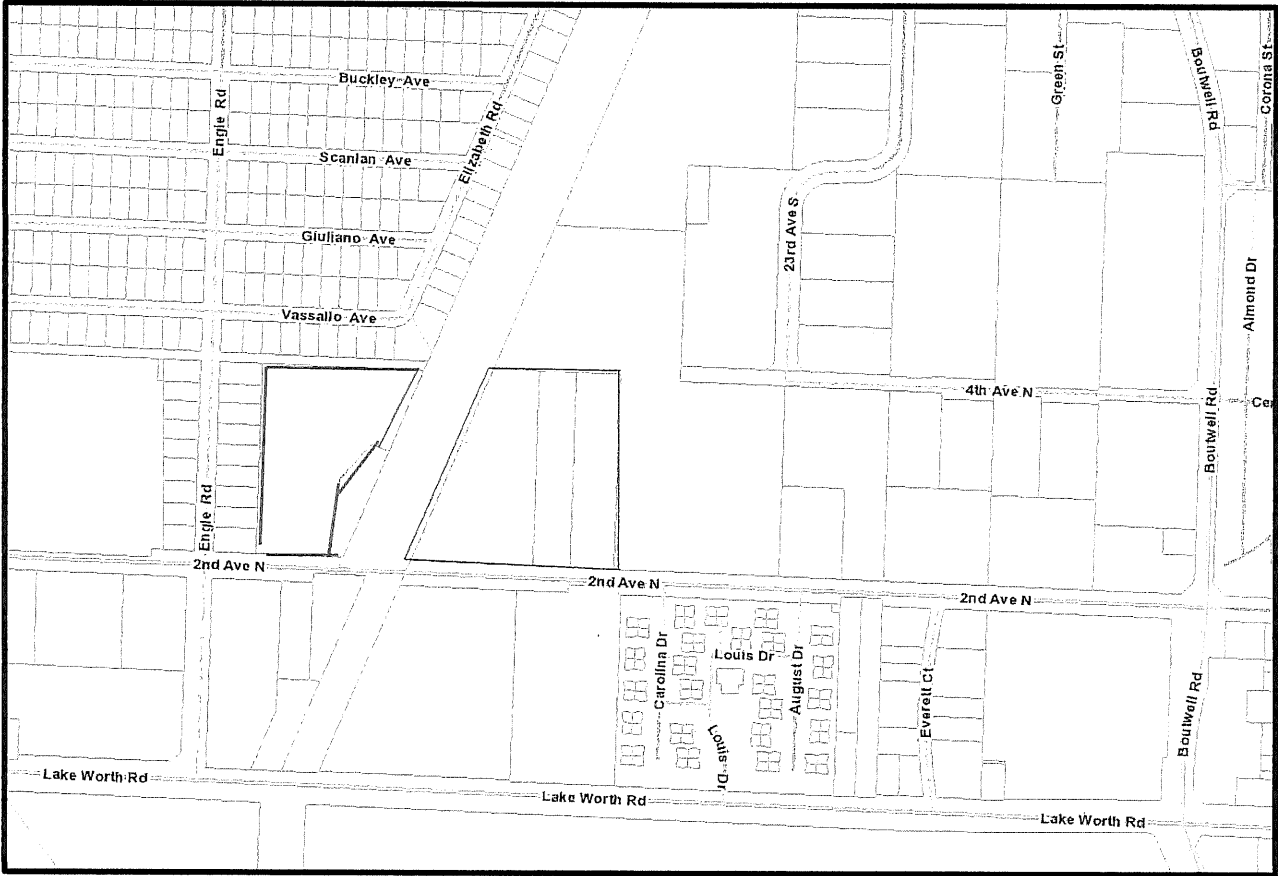 Buckley Ave
Engle Rd
Elizabeth Rd
Scanlan Ave
Giuliano Ave
Vassallo Ave
Green St
Boutwell Rd
Corona St
23rd Ave S
Almond Dr
4th Ave N
Boutwell Rd
Engle Rd
2nd Ave N
2nd Ave N
2nd Ave N
Carolina Dr
Louis Dr
August Dr
Everett Ct
Boutwell Rd
Louis Dr
Lake Worth Rd
Lake Worth Rd
Lake Worth Rd